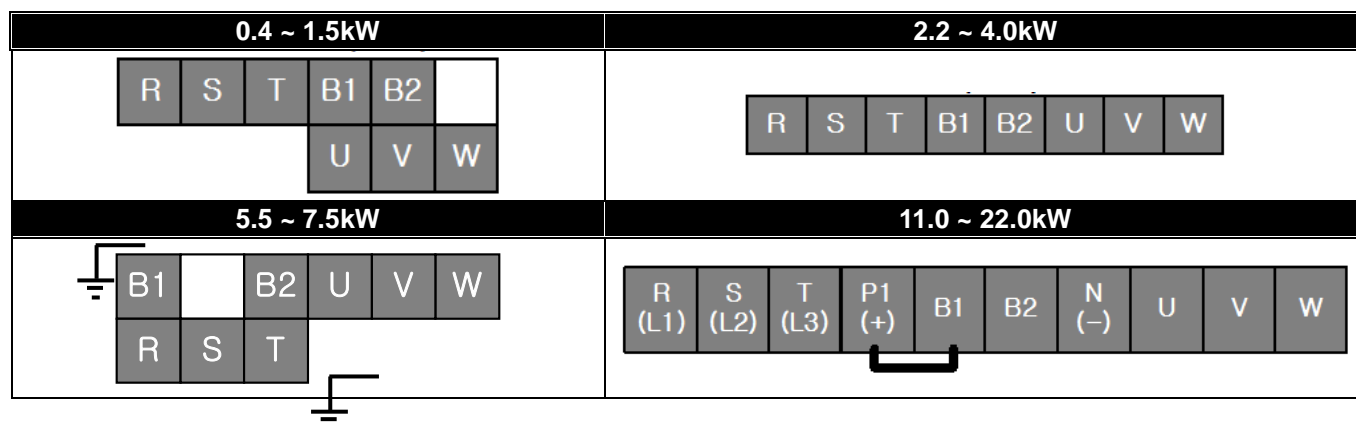 0.4 ~ 1.5kW
2.2 ~ 4.0kW
R S T B1 B2
U V W
R S T B1 B2 U V W
5.5 ~ 7.5kW
11.0 ~ 22.0kW
B1 B2 U V W
R S T
R S T P1 B1 B2 N U V W
(L1) (L2) (L3) (+) (−)